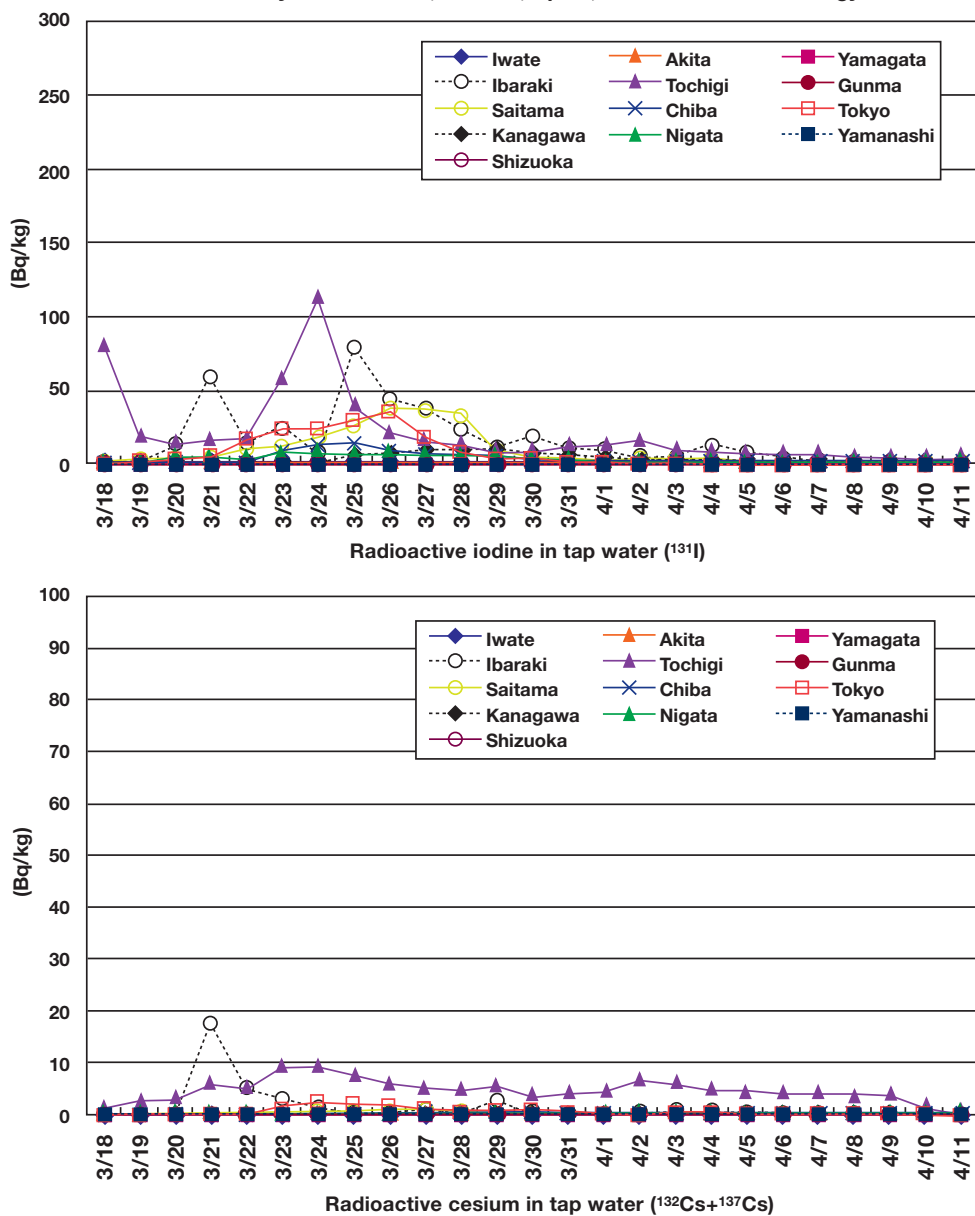 300
250
200
150
100
50
0
(Bq/kg)
Iwate Akita Yamagata
Ibaraki Tochigi Gunma
Saitama Chiba Tokyo
Kanagawa Nigata Yamanashi
Shizuoka
3/18 3/19 3/20 3/21 3/22 3/23 3/24 3/25 3/26 3/27 3/28 3/29 3/30 3/31 4/1 4/2 4/3 4/4 4/5 4/6 4/7 4/8 4/9 4/10 4/11
Radioactive iodine in tap water (¹³¹I)
100
90
80
70
60
50
40
30
20
10
0
(Bq/kg)
Iwate Akita Yamagata
Ibaraki Tochigi Gunma
Saitama Chiba Tokyo
Kanagawa Nigata Yamanashi
Shizuoka
3/18 3/19 3/20 3/21 3/22 3/23 3/24 3/25 3/26 3/27 3/28 3/29 3/30 3/31 4/1 4/2 4/3 4/4 4/5 4/6 4/7 4/8 4/9 4/10 4/11
Radioactive cesium in tap water (¹³²Cs+¹³⁷Cs)